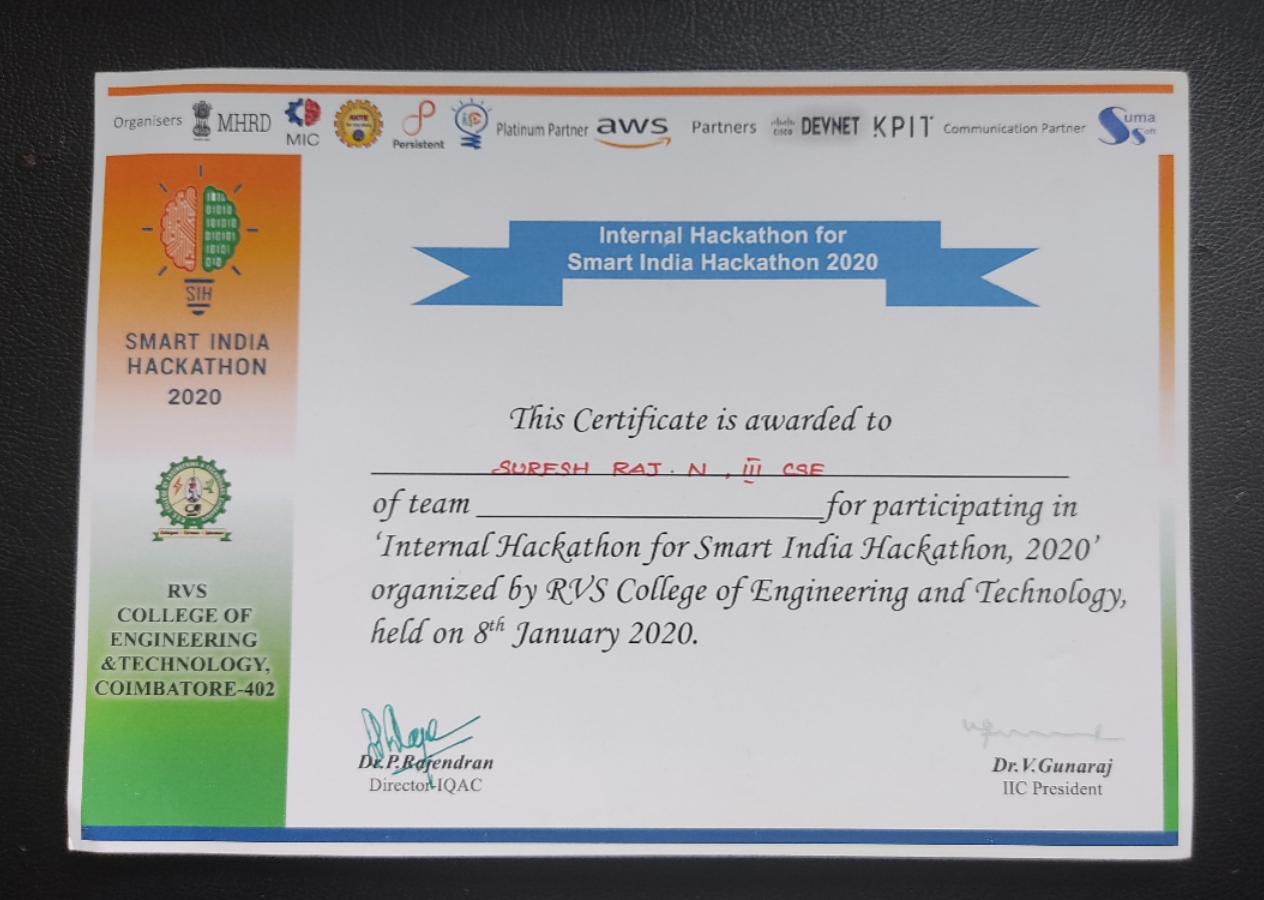 Organisers MHRD MIC AICTE Persistent Platinum Partner aws Partners cisco DEVNET KPIT Communication Partner Suma Soft
SIH
SMART INDIA
HACKATHON
2020
RVS
COLLEGE OF
ENGINEERING
&TECHNOLOGY,
COIMBATORE-402
Internal Hackathon for
Smart India Hackathon 2020
This Certificate is awarded to
SURESH RAJ. N , III CSE
of team for participating in
‘Internal Hackathon for Smart India Hackathon, 2020’
organized by RVS College of Engineering and Technology,
held on 8th January 2020.
Dr.P.Rajendran
Director-IQAC
Dr.V.Gunaraj
IIC President